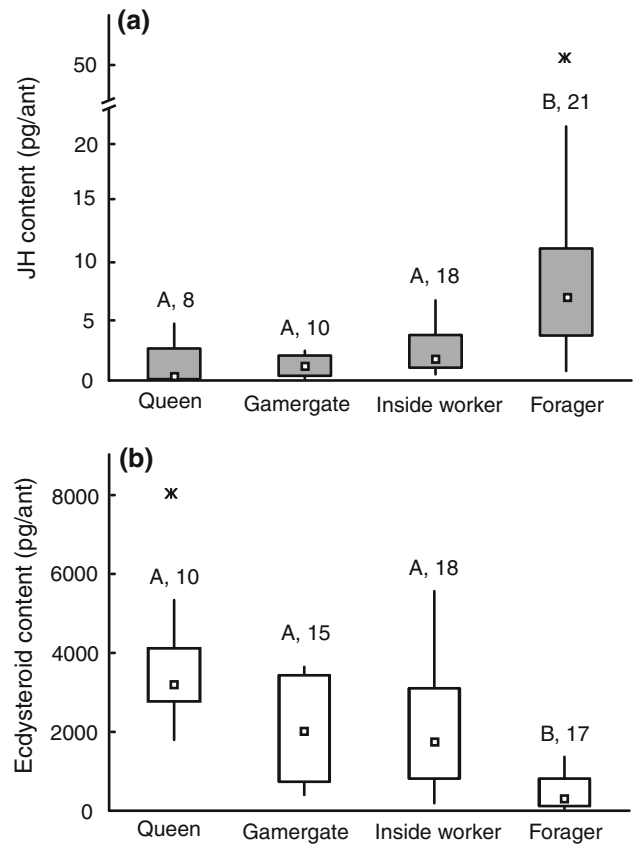 (a)
JH content (pg/ant)
50
20
15
10
5
0
A, 8
A, 10
A, 18
B, 21
Queen
Gamergate
Inside worker
Forager
(b)
Ecdysteroid content (pg/ant)
8000
6000
4000
2000
0
A, 10
A, 15
A, 18
B, 17
Queen
Gamergate
Inside worker
Forager